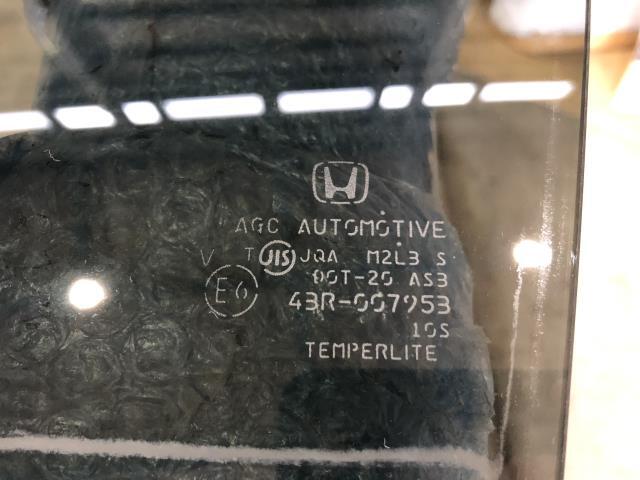 AGC AUTOMOTIVE
V T JIS JQA M2L3 S
DOT-20 AS3
E6 43R-007953
10S
TEMPERLITE